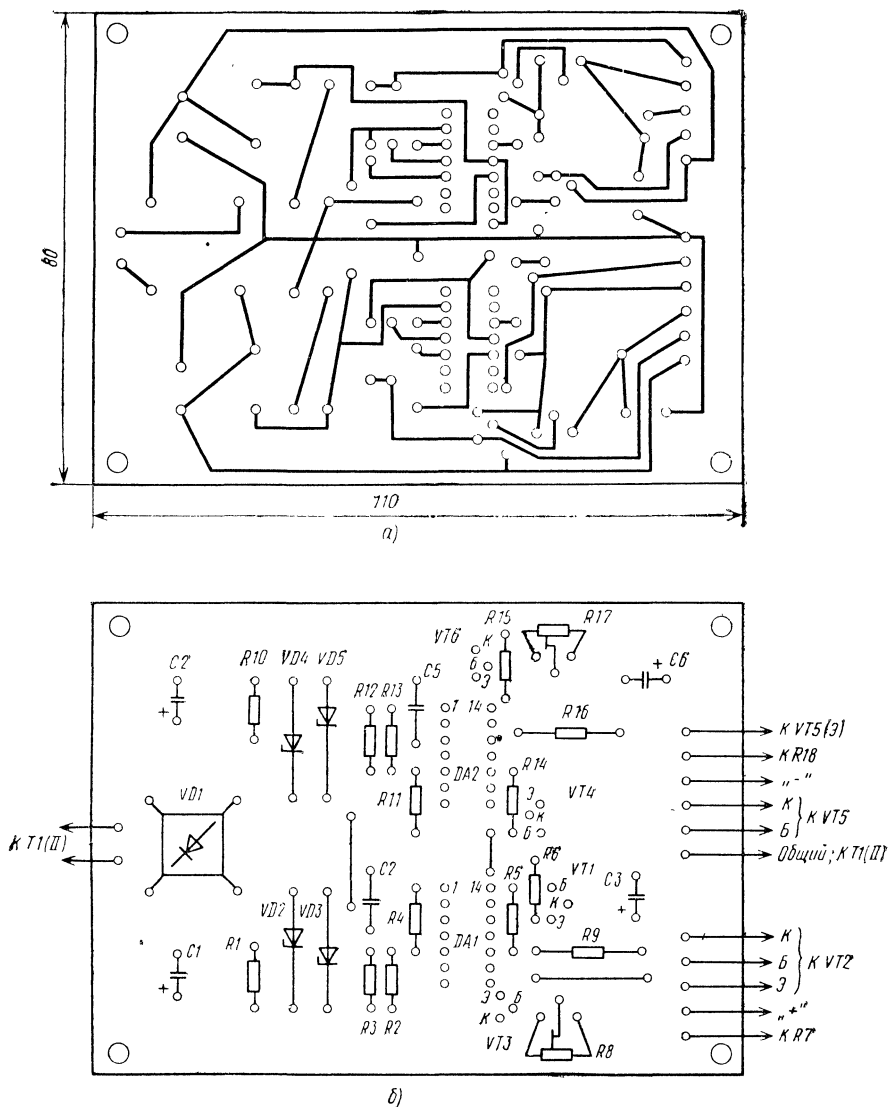 80
110
а)
R15
R17
VT6
К
Б
Э
C2
R10
VD4
VD5
R12
R13
C5
C6
1
14
R16
К VT5(Э)
К R18
„-“
К
Б
К VT5
Общий; К Т1(II)
VD1
R11
DA2
R14
Э
К
Б
VT4
К Т1(II)
R6
VT1
Б
К
Э
C3
VD2
VD3
C2
R4
1
14
R5
DA1
R9
К
Б
Э
К VT2
C1
R1
R3
R2
Э
Б
К
VT3
R8
„+“
К R7
б)